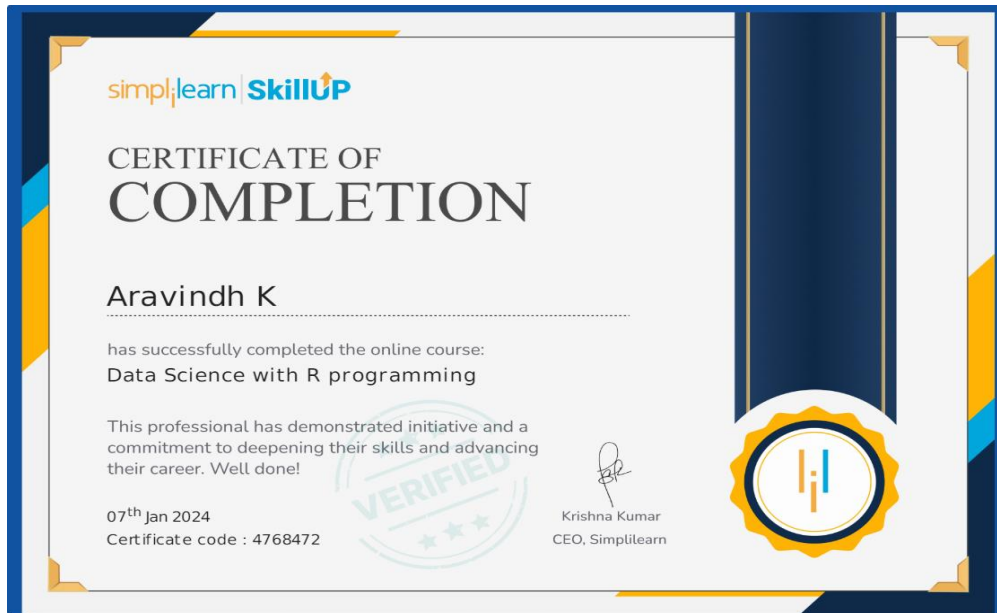 simplilearn SkillUP
CERTIFICATE OF
COMPLETION
Aravindh K
has successfully completed the online course:
Data Science with R programming
This professional has demonstrated initiative and a
commitment to deepening their skills and advancing
their career. Well done!
VERIFIED
07th Jan 2024
Certificate code : 4768472
Krishna Kumar
CEO, Simplilearn